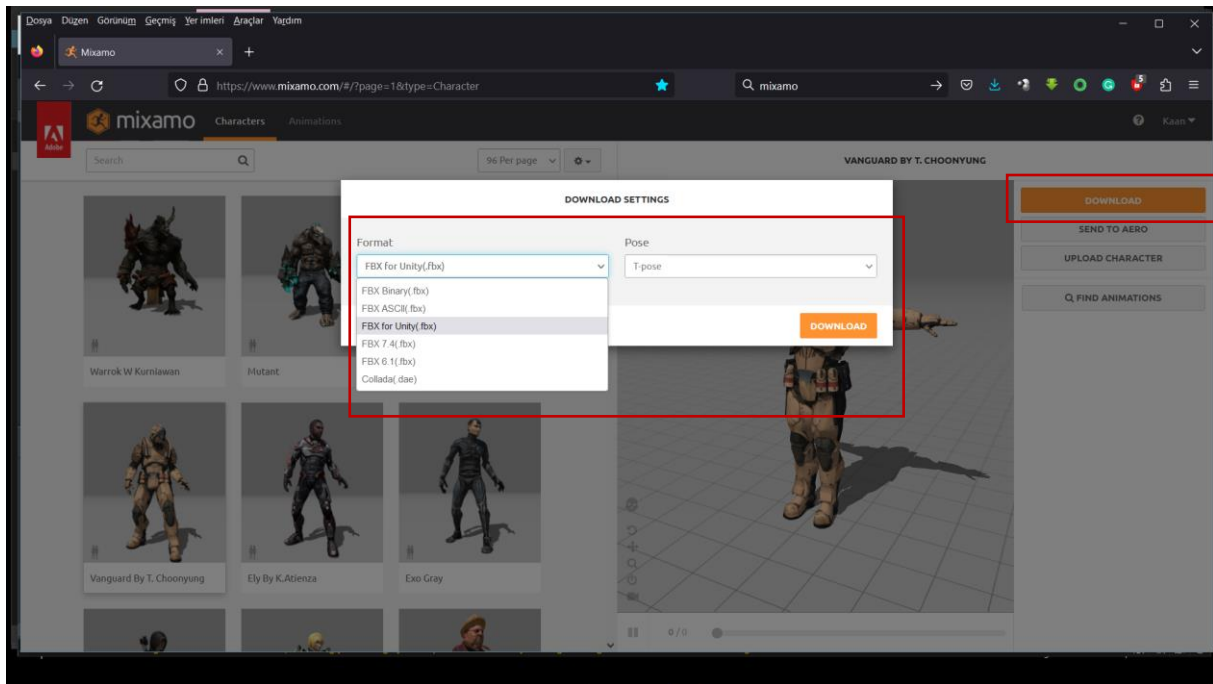 Dosya Düzen Görünüm Geçmiş Yer imleri Araçlar Yardım
Mixamo
https://www.mixamo.com/#/?page=1&type=Character
mixamo
5
Adobe
mixamo Characters Animations
Kaan
Search
96 Per page
VANGUARD BY T. CHOONYUNG
DOWNLOAD SETTINGS
Format
Pose
FBX for Unity(.fbx)
T-pose
FBX Binary(.fbx)
FBX ASCII(.fbx)
FBX for Unity(.fbx)
FBX 7.4(.fbx)
FBX 6.1(.fbx)
Collada(.dae)
DOWNLOAD
DOWNLOAD
SEND TO AERO
UPLOAD CHARACTER
FIND ANIMATIONS
Warrok W Kurniawan
Mutant
Vanguard By T. Choonyung
Ely By K.Atienza
Exo Gray
0 / 0